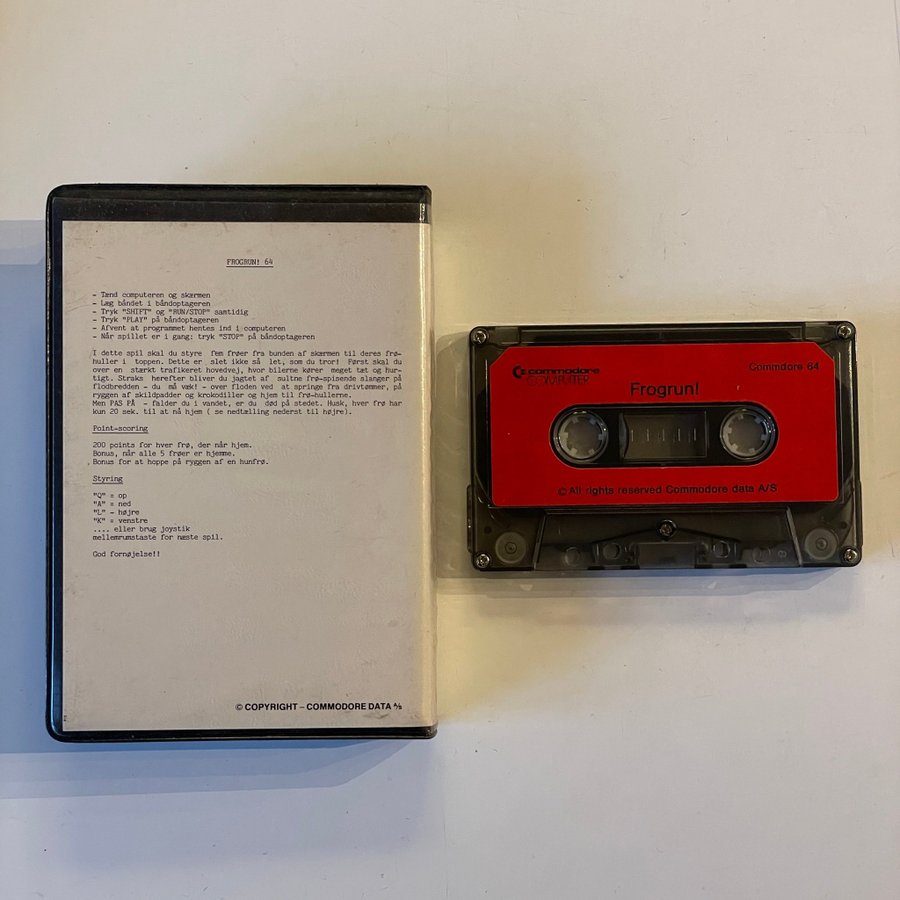 FROGRUN! 64
- Tænd computeren og skærmen
- Læg båndet i båndoptageren
- Tryk "SHIFT" og "RUN/STOP" samtidig
- Tryk "PLAY" på båndoptageren
- Afvent at programmet hentes ind i computeren
- Når spillet er i gang: tryk "STOP" på båndoptageren
I dette spil skal du styre fem frøer fra bunden af skærmen til deres frø-
huller i toppen. Dette er slet ikke så let, som du tror! Først skal du
over en stærkt trafikeret hovedvej, hvor bilerne kører meget tæt og hur-
tigt. Straks herefter bliver du jagtet af sultne frø-spisende slanger på
flodbredden - du må væk! - over floden ved at springe fra drivtømmer, på
ryggen af skildpadder og krokodiller og hjem til frø-hullerne.
Men PAS PÅ - falder du i vandet, er du død på stedet. Husk, hver frø har
kun 20 sek. til at nå hjem ( se nedtælling nederst til højre).
Point-scoring
200 points for hver frø, der når hjem.
Bonus, når alle 5 frøer er hjemme.
Bonus for at hoppe på ryggen af en hunfrø.
Styring
"Q" = op
"A" = ned
"L" - højre
"K" = venstre
.... eller brug joystik
mellemrumstaste for næste spil.
God fornøjelse!!
© COPYRIGHT – COMMODORE DATA A/S
commodore
COMPUTER
Commodore 64
Frogrun!
© All rights reserved Commodore data A/S